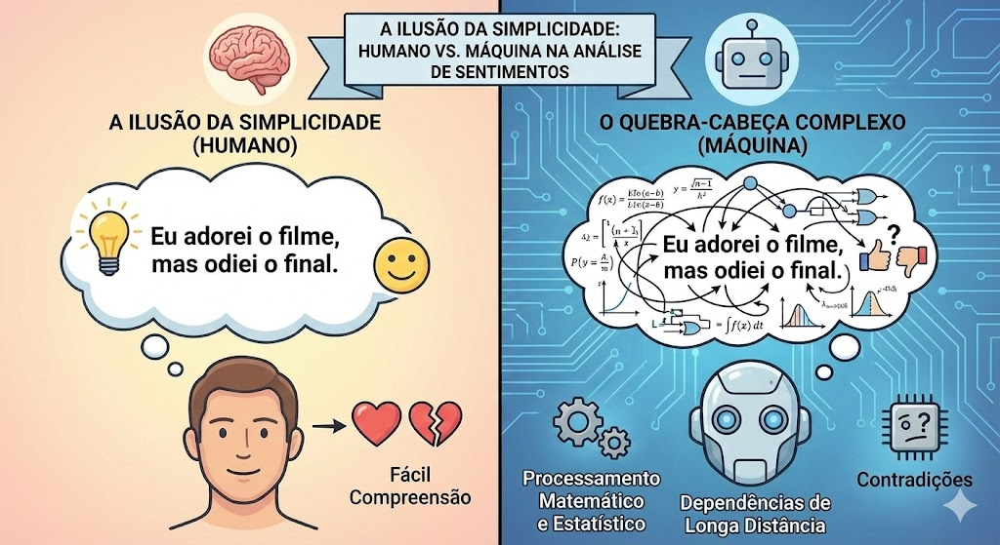 A ILUSÃO DA SIMPLICIDADE:
HUMANO VS. MÁQUINA NA ANÁLISE
DE SENTIMENTOS
A ILUSÃO DA SIMPLICIDADE
(HUMANO)
Eu adorei o filme,
mas odiei o final.
Fácil
Compreensão
O QUEBRA-CABEÇA COMPLEXO
(MÁQUINA)
Eu adorei o filme,
mas odiei o final.
?
= ∫f(x) dt
?
Processamento
Matemático
e Estatístico
Dependências de
Longa Distância
Contradições